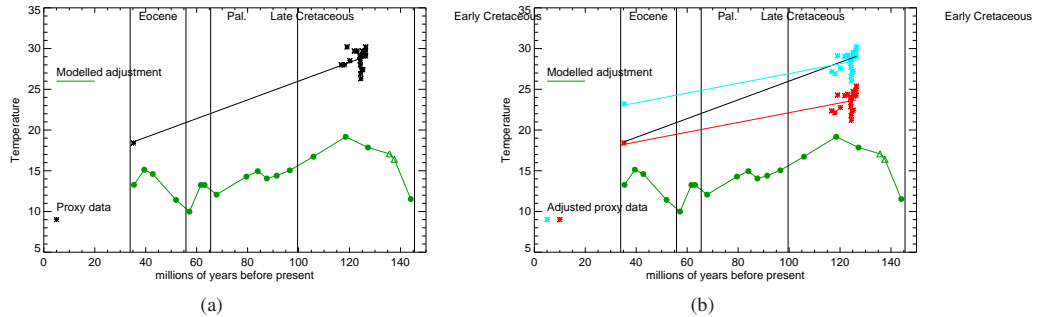 Eocene Pal. Late Cretaceous Early Cretaceous
35
30
25
20
15
10
5
Temperature
Modelled adjustment
Proxy data
0 20 40 60 80 100 120 140
millions of years before present
(a)
Eocene Pal. Late Cretaceous Early Cretaceous
35
30
25
20
15
10
5
Temperature
Modelled adjustment
Adjusted proxy data
0 20 40 60 80 100 120 140
millions of years before present
(b)